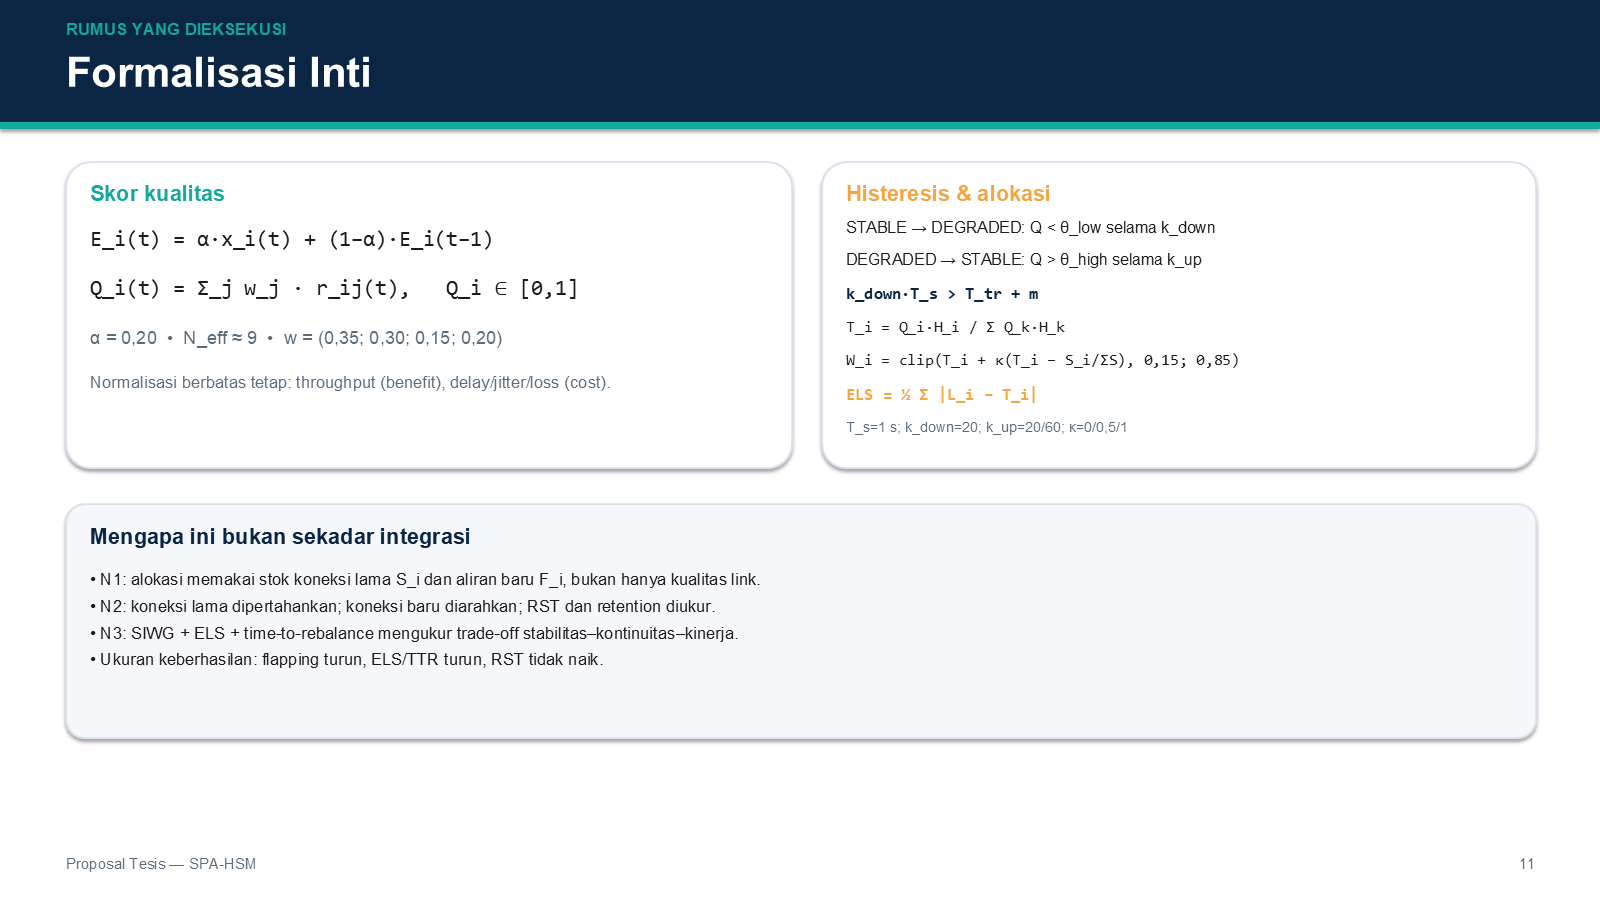 RUMUS YANG DIEKSEKUSI
Formalisasi Inti
Skor kualitas
E_i(t) = α·x_i(t) + (1−α)·E_i(t−1)
Q_i(t) = Σ_j w_j · r_ij(t),   Q_i ∈ [0,1]
α = 0,20 • N_eff ≈ 9 • w = (0,35; 0,30; 0,15; 0,20)
Normalisasi berbatas tetap: throughput (benefit), delay/jitter/loss (cost).
Histeresis & alokasi
STABLE → DEGRADED: Q < θ_low selama k_down
DEGRADED → STABLE: Q > θ_high selama k_up
k_down·T_s > T_tr + m
T_i = Q_i·H_i / Σ Q_k·H_k
W_i = clip(T_i + κ(T_i − S_i/ΣS), 0,15; 0,85)
ELS = ½ Σ |L_i − T_i|
T_s=1 s; k_down=20; k_up=20/60; κ=0/0,5/1
Mengapa ini bukan sekadar integrasi
• N1: alokasi memakai stok koneksi lama S_i dan aliran baru F_i, bukan hanya kualitas link.
• N2: koneksi lama dipertahankan; koneksi baru diarahkan; RST dan retention diukur.
• N3: SIWG + ELS + time-to-rebalance mengukur trade-off stabilitas–kontinuitas–kinerja.
• Ukuran keberhasilan: flapping turun, ELS/TTR turun, RST tidak naik.
Proposal Tesis — SPA-HSM
11